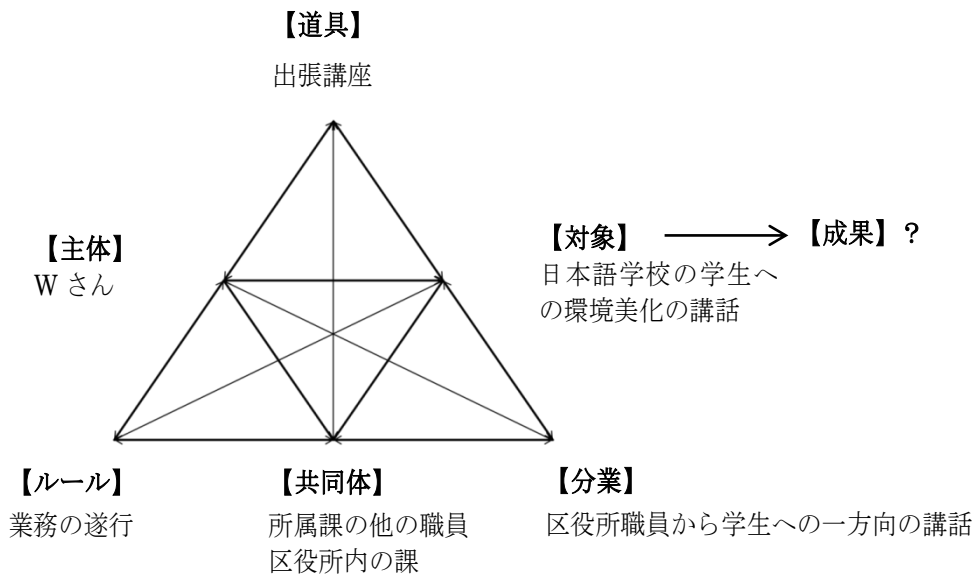 【道具】
出張講座
【主体】
W さん
【対象】
【成果】?
日本語学校の学生へ
の環境美化の講話
【ルール】
業務の遂行
【共同体】
所属課の他の職員
区役所内の課
【分業】
区役所職員から学生への一方向の講話